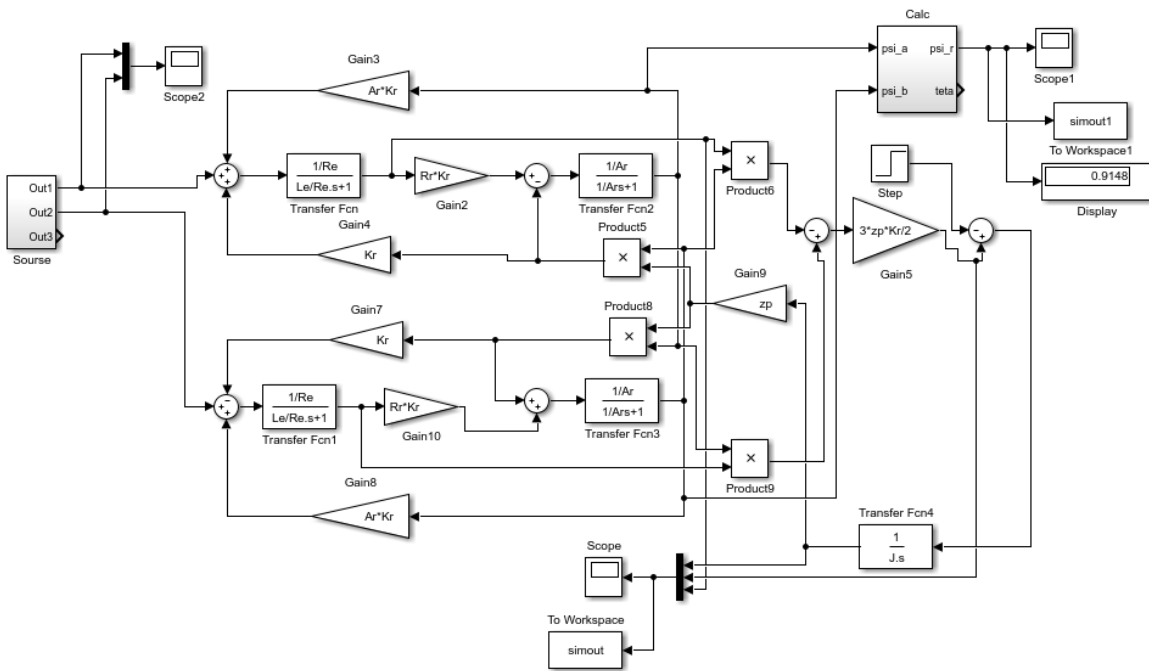 Calc
psi_a
psi_r
psi_b
teta
Scope1
simout1
To Workspace1
0.9148
Display
Scope2
Gain3
Ar*Kr
Out1
Out2
Out3
Sourse
+
+
+
1/Re
Le/Re.s+1
Transfer Fcn
Rr*Kr
Gain2
-
+
1/Ar
1/Ars+1
Transfer Fcn2
×
Product6
Step
Gain4
Kr
Product5
×
-
+
3*zp*Kr/2
Gain5
-
+
Gain9
zp
Gain7
Kr
Product8
×
-
+
+
1/Re
Le/Re.s+1
Transfer Fcn1
Rr*Kr
Gain10
+
+
1/Ar
1/Ars+1
Transfer Fcn3
×
Product9
Gain8
Ar*Kr
Transfer Fcn4
1
J.s
Scope
To Workspace
simout